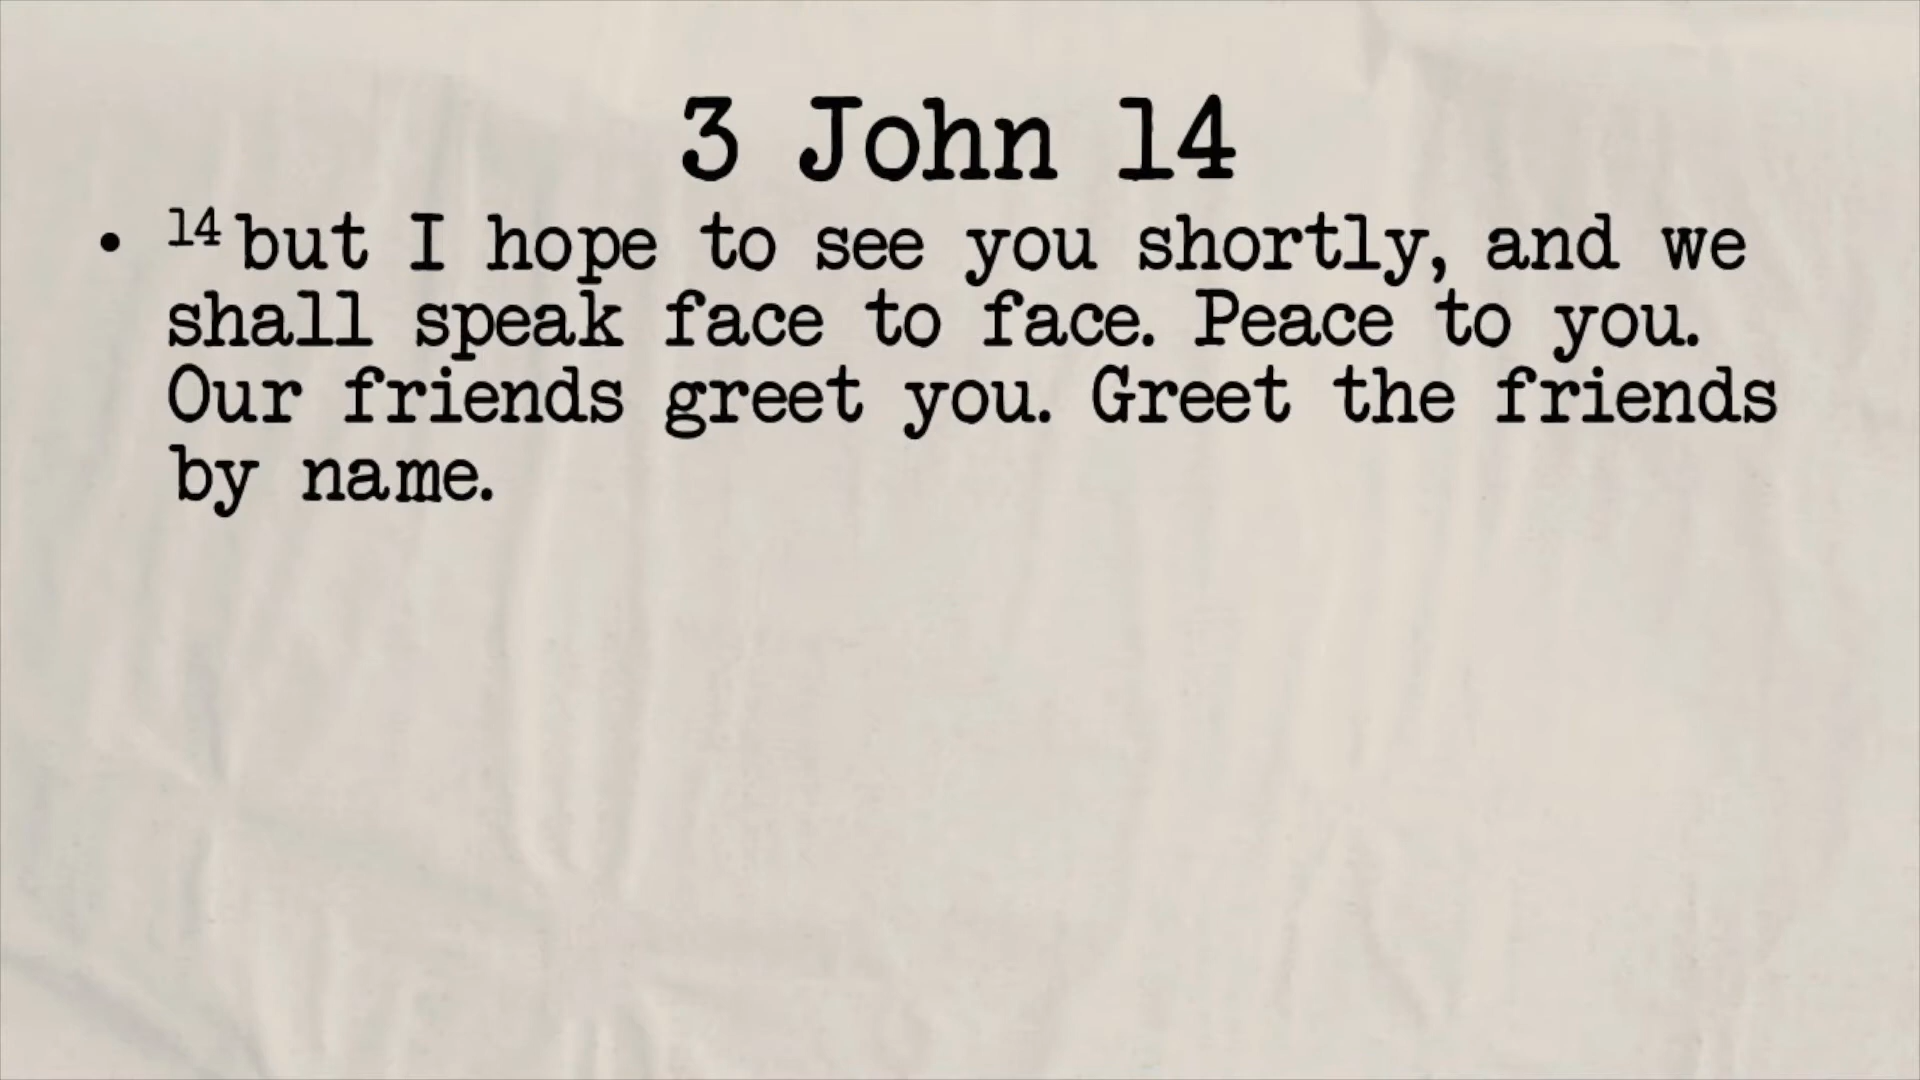 3 John 14
• 14 but I hope to see you shortly, and we
shall speak face to face. Peace to you.
Our friends greet you. Greet the friends
by name.